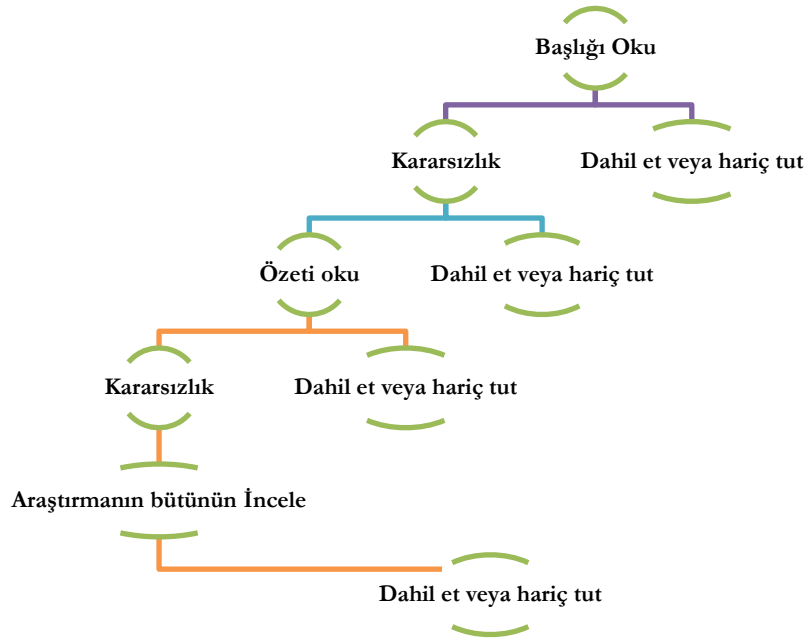 Başlığı Oku
Kararsızlık
Dahil et veya hariç tut
Özeti oku
Dahil et veya hariç tut
Kararsızlık
Dahil et veya hariç tut
Araştırmanın bütünün İncele
Dahil et veya hariç tut